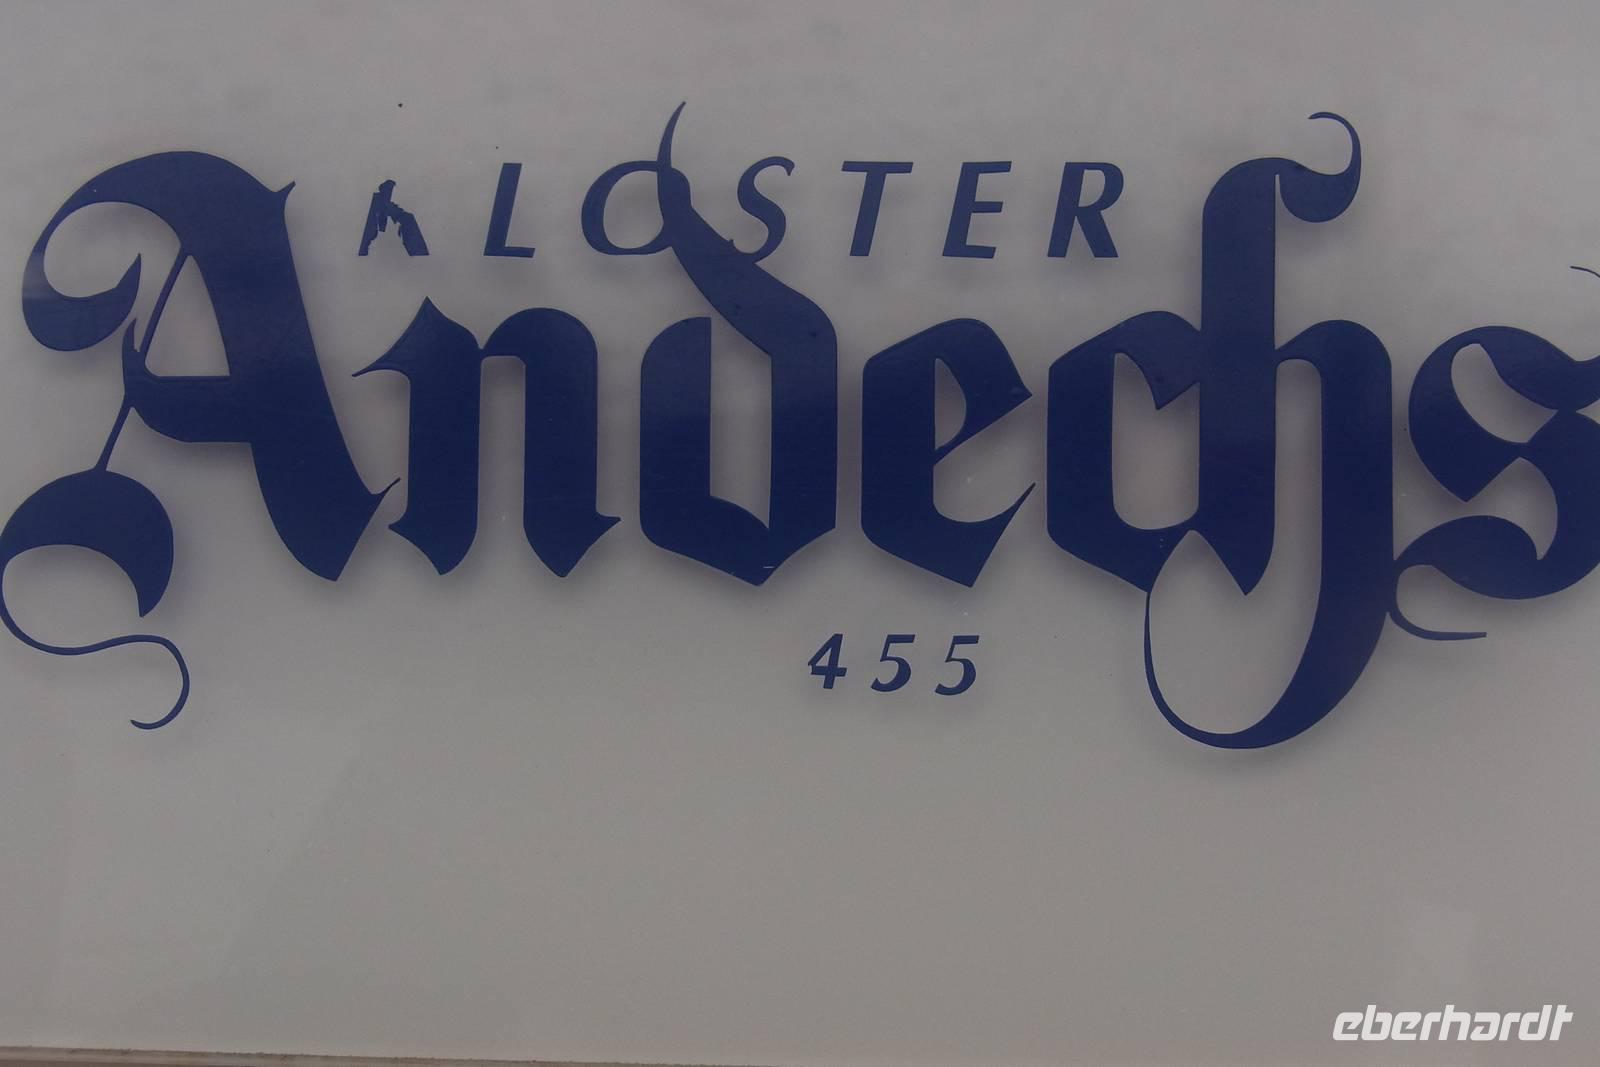 KLOSTER
Andechs
455
eberhardt